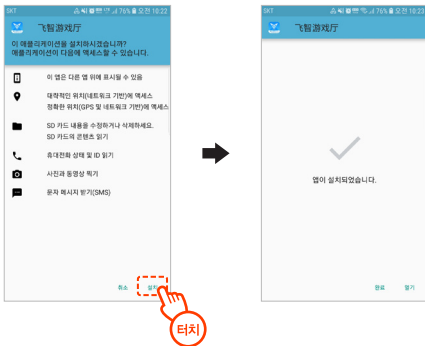 SKT 76% 오전 10:22
飞智游戏厅
이 애플리케이션을 설치하시겠습니까?
애플리케이션이 다음에 액세스할 수 있습니다.
이 앱은 다른 앱 위에 표시될 수 있음
대략적인 위치(네트워크 기반)에 액세스
정확한 위치(GPS 및 네트워크 기반)에 액세스
SD 카드 내용을 수정하거나 삭제하세요.
SD 카드의 콘텐츠 읽기
휴대전화 상태 및 ID 읽기
사진과 동영상 찍기
문자 메시지 받기(SMS)
취소 설치
터치
SKT 76% 오전 10:23
飞智游戏厅
앱이 설치되었습니다.
완료 열기